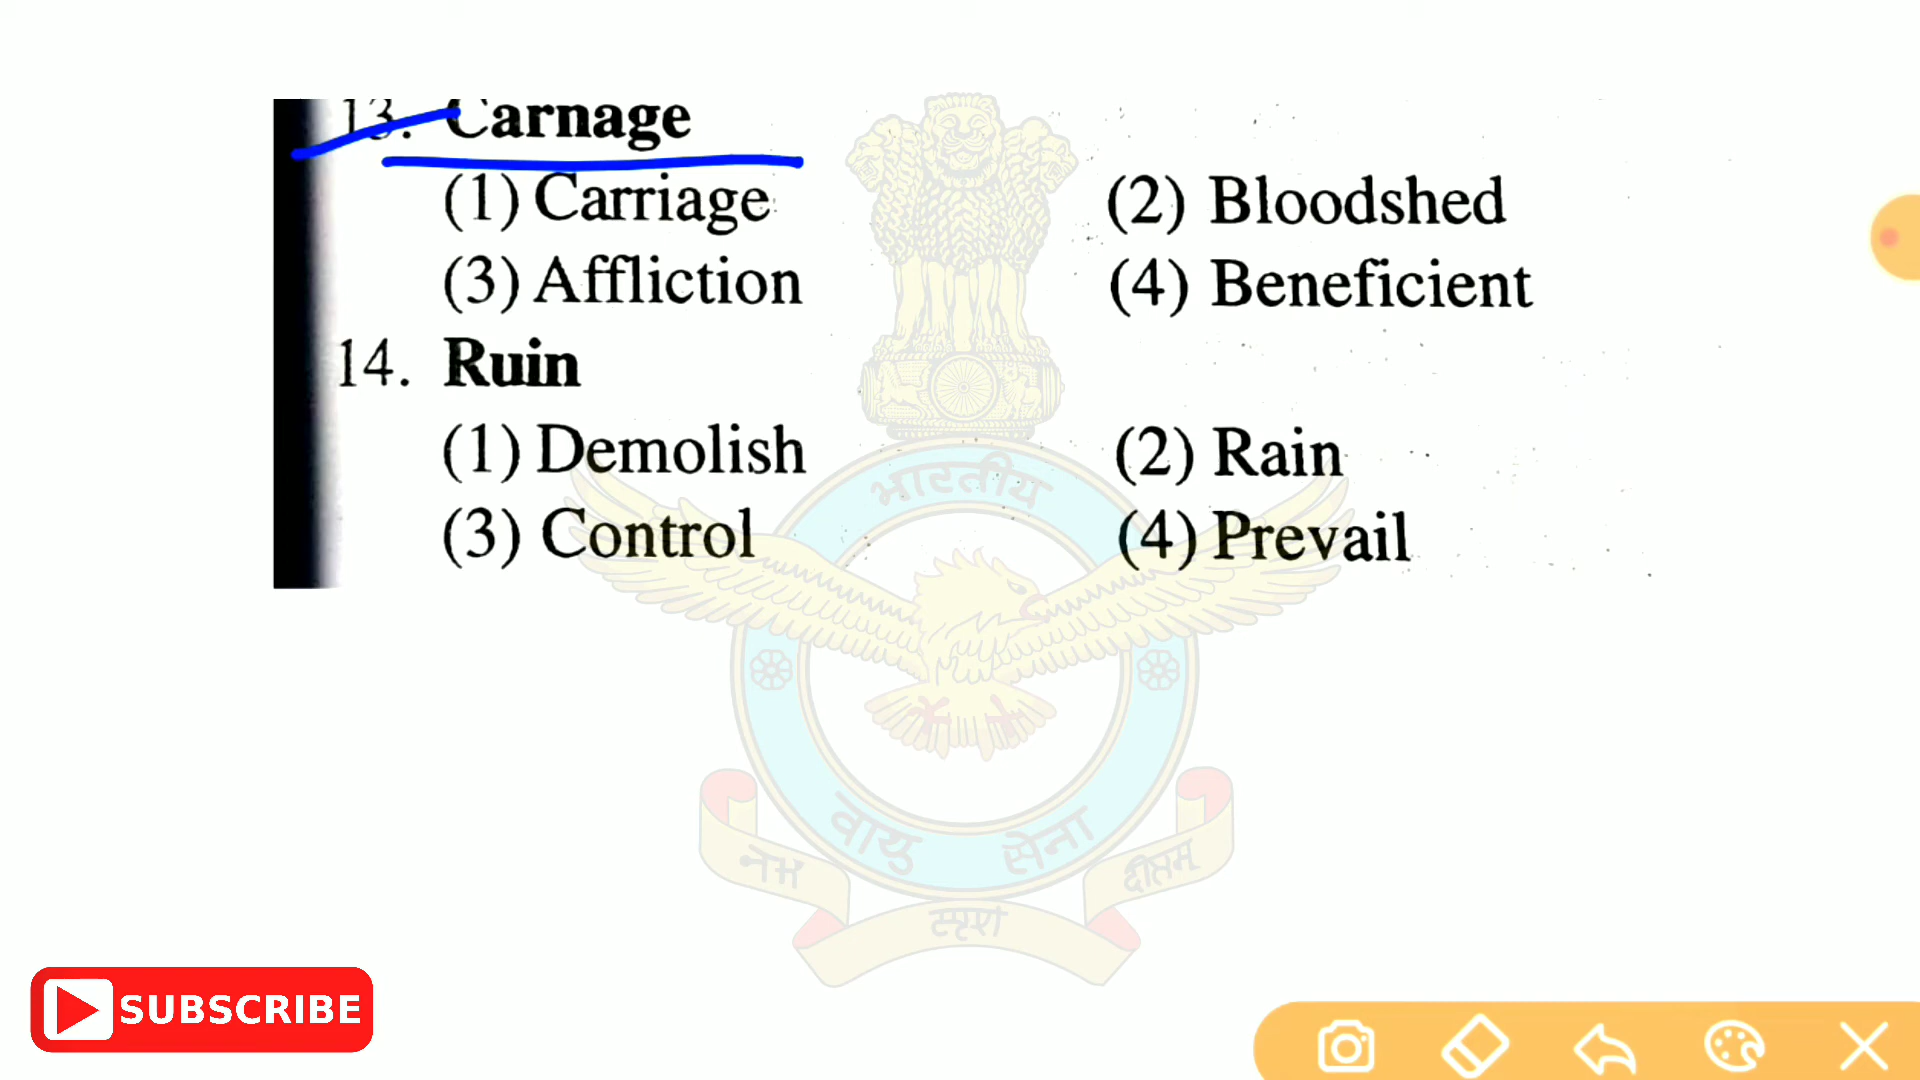 13. Carnage
(1) Carriage (2) Bloodshed
(3) Affliction (4) Beneficient
14. Ruin
(1) Demolish (2) Rain
(3) Control (4) Prevail
भारतीय
वायु सेना
नभ स्पृशं दीप्तम्
SUBSCRIBE